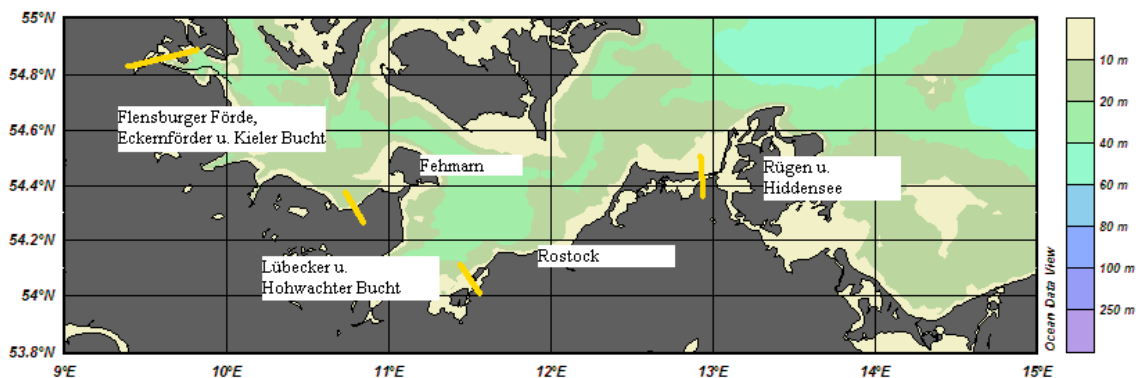 55°N
54.8°N
54.6°N
54.4°N
54.2°N
54°N
53.8°N
9°E
10°E
11°E
12°E
13°E
14°E
15°E
Flensburger Förde,
Eckernförder u. Kieler Bucht
Fehmarn
Rügen u.
Hiddensee
Rostock
Lübecker u.
Hohwachter Bucht
Ocean Data View
10 m
20 m
40 m
60 m
80 m
100 m
250 m